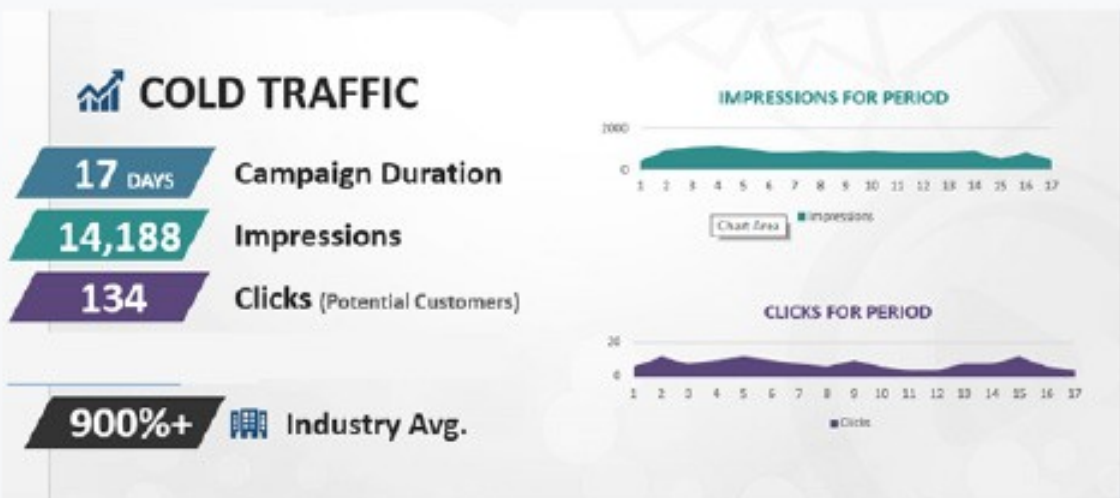 COLD TRAFFIC
17 DAYS Campaign Duration
14,188 Impressions
134 Clicks (Potential Customers)
900%+ Industry Avg.
IMPRESSIONS FOR PERIOD
2000
0
1 2 3 4 5 6 7 8 9 10 11 12 13 14 15 16 17
Impressions
Chart Area
CLICKS FOR PERIOD
20
0
1 2 3 4 5 6 7 8 9 10 11 12 13 14 15 16 17
Clicks